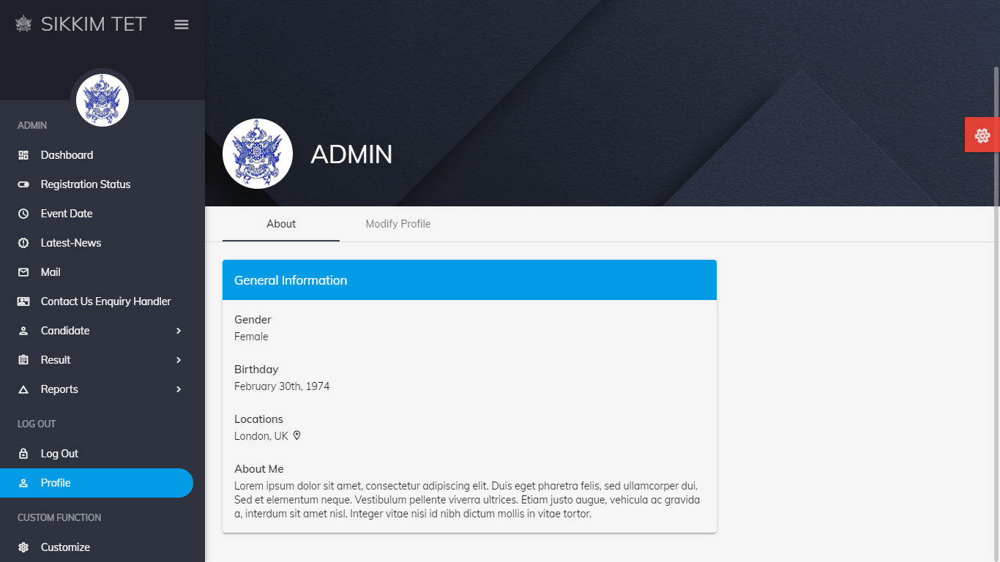 SIKKIM TET
ADMIN
Dashboard
Registration Status
Event Date
Latest-News
Mail
Contact Us Enquiry Handler
Candidate
Result
Reports
LOG OUT
Log Out
Profile
CUSTOM FUNCTION
Customize
ADMIN
About
Modify Profile
General Information
Gender
Female
Birthday
February 30th, 1974
Locations
London, UK
About Me
Lorem ipsum dolor sit amet, consectetur adipiscing elit. Duis eget pharetra felis, sed ullamcorper dui.
Sed et elementum neque. Vestibulum pellente viverra ultrices. Etiam justo augue, vehicula ac gravida
a, interdum sit amet nisl. Integer vitae nisi id nibh dictum mollis in vitae tortor.